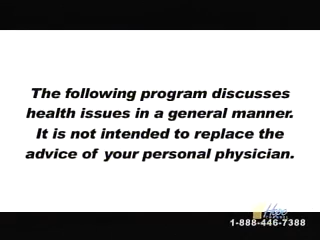 The following program discusses
health issues in a general manner.
It is not intended to replace the
advice of your personal physician.
Hope
1-888-446-7388